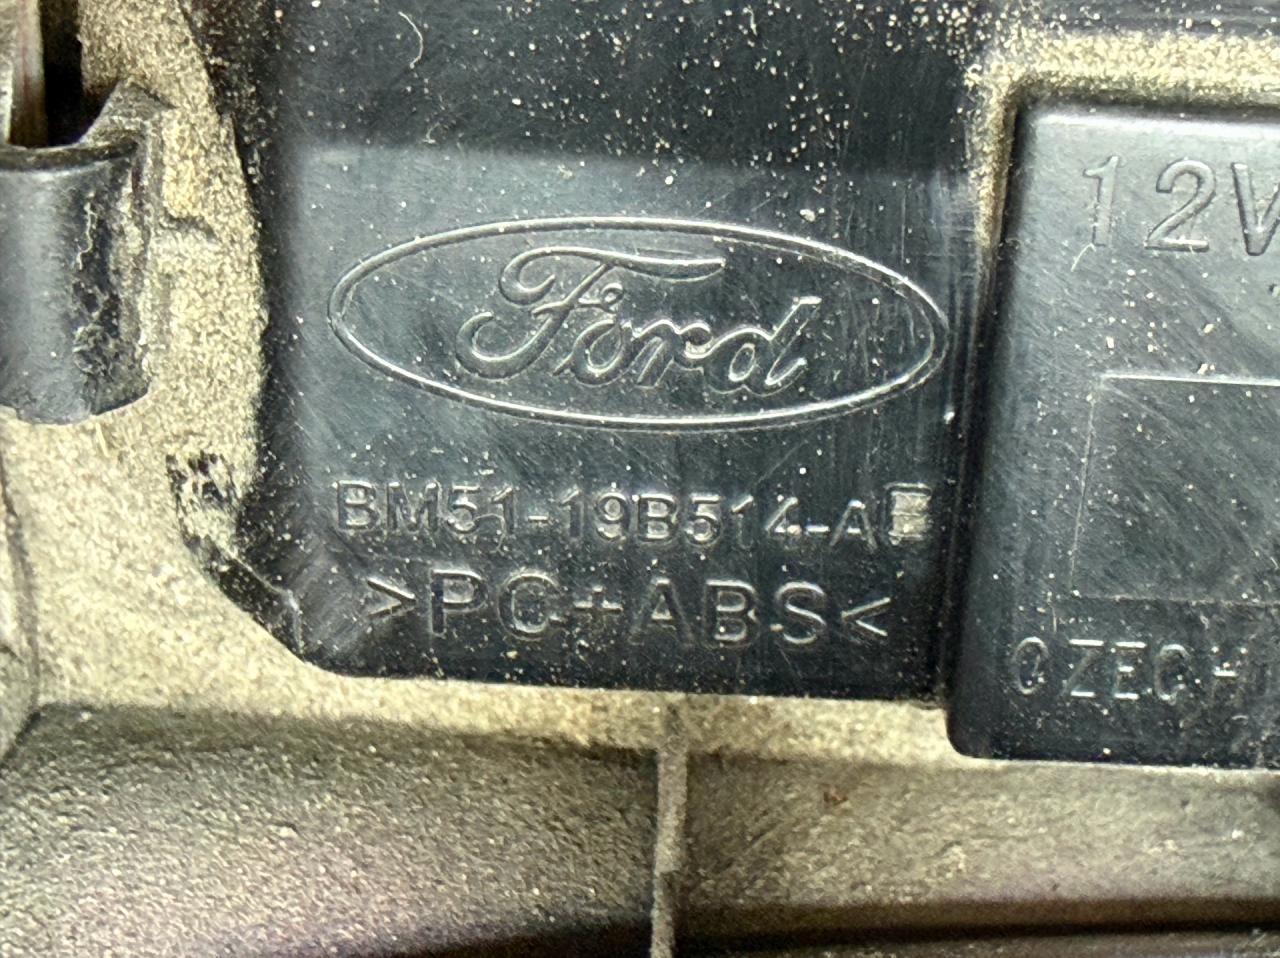 Ford
BM51-19B514-A
>PC+ABS<
12V
CZECH